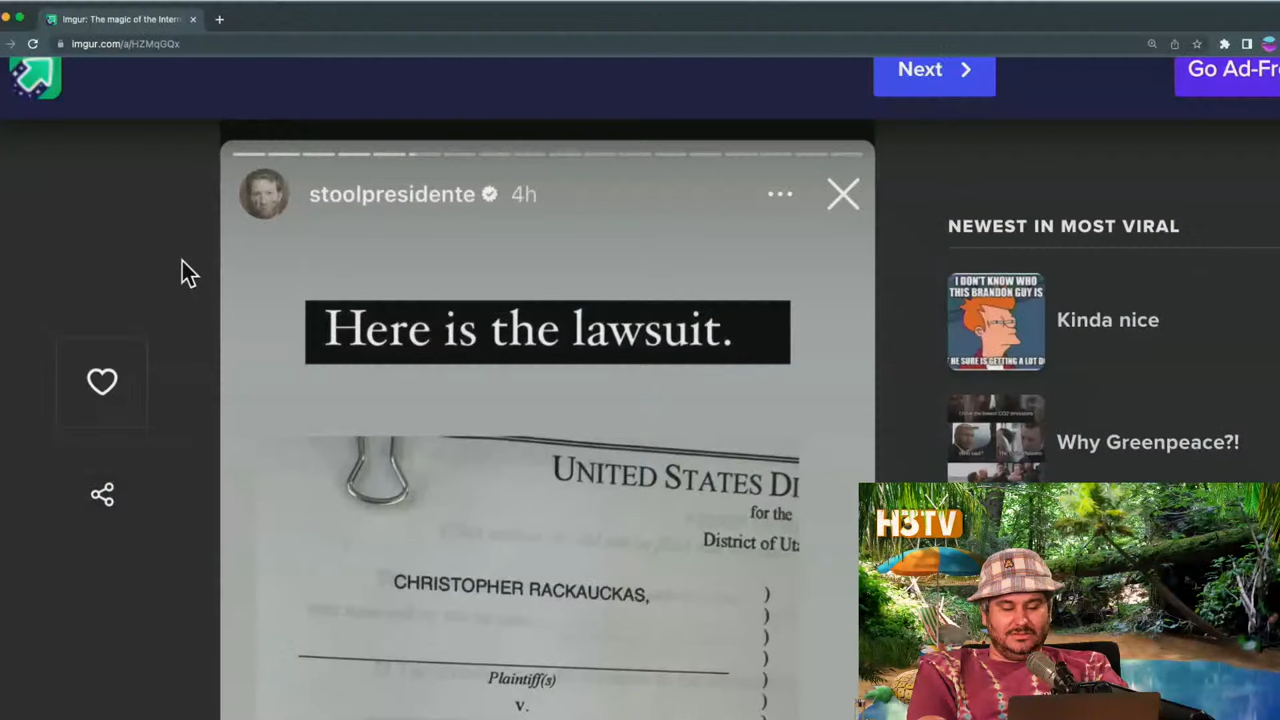 Imgur: The magic of the Intern
imgur.com/a/HZMqGQx
Next
Go Ad-Fre
stoolpresidente 4h
Here is the lawsuit.
UNITED STATES DI
for the
District of Uta
CHRISTOPHER RACKAUCKAS,
)
)
)
)
)
)
Plaintiff(s)
v.
NEWEST IN MOST VIRAL
I DON'T KNOW WHO
THIS BRANDON GUY IS
HE SURE IS GETTING A LOT O
Kinda nice
Why Greenpeace?!
H3TV